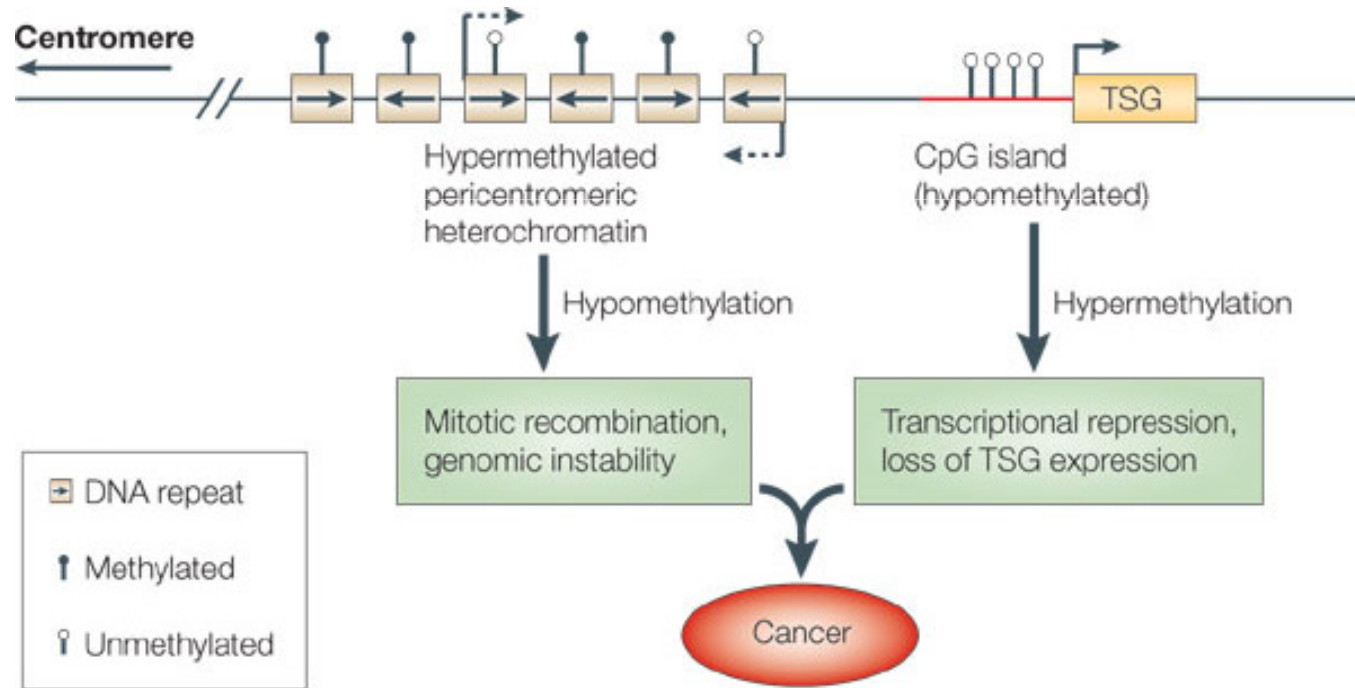 Centromere
TSG
Hypermethylated
pericentromeric
heterochromatin
CpG island
(hypomethylated)
Hypomethylation
Hypermethylation
Mitotic recombination,
genomic instability
Transcriptional repression,
loss of TSG expression
DNA repeat
Methylated
Unmethylated
Cancer